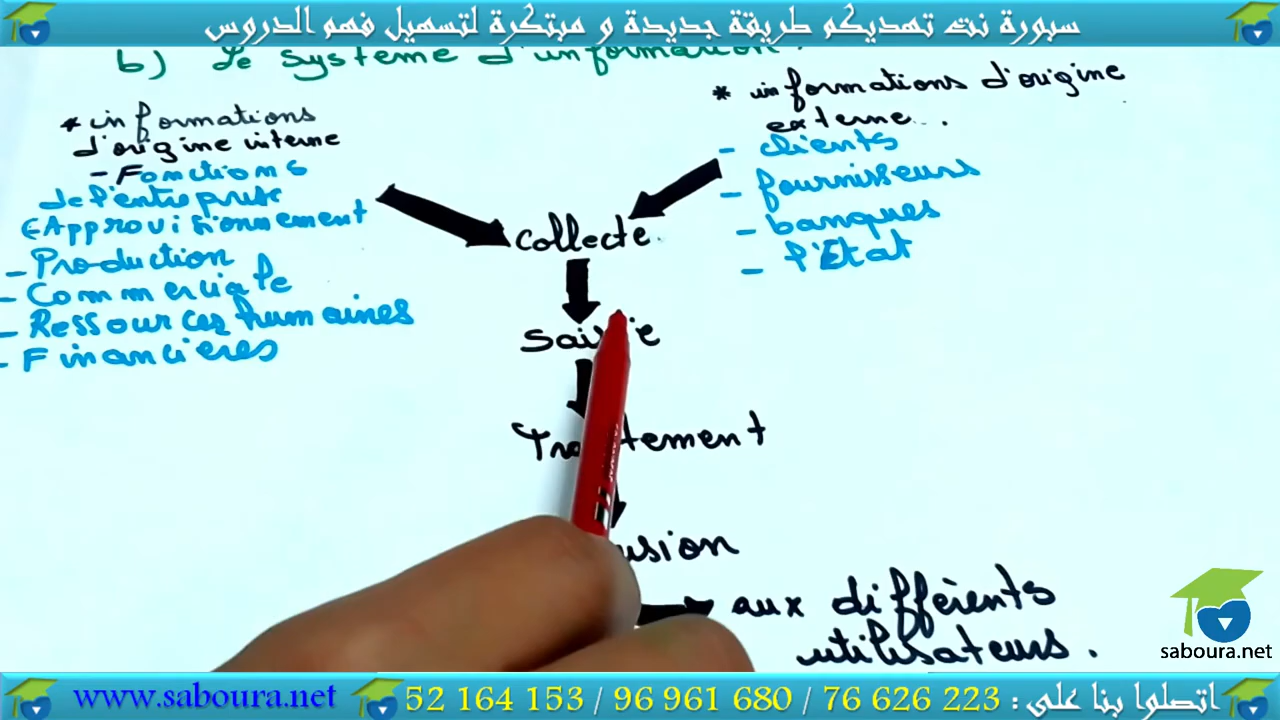 سبورة نت تهديكم طريقة جديدة و مبتكرة لتسهيل فهم الدروس
b) Le système d'information.
* informations
d'origine interne
- Fonctions
de l'entreprise
(Approvisionnement
- Production
- Commerciale
- Ressources humaines
- Financières
* informations d'origine
externe..
- clients
- fournisseurs
- banques
- l'Etat
Collecte
Traitement
aux différents
utilisateurs.
saboura.net
www.saboura.net
52 164 153 / 96 961 680 / 76 626 223 : اتصلوا بنا على